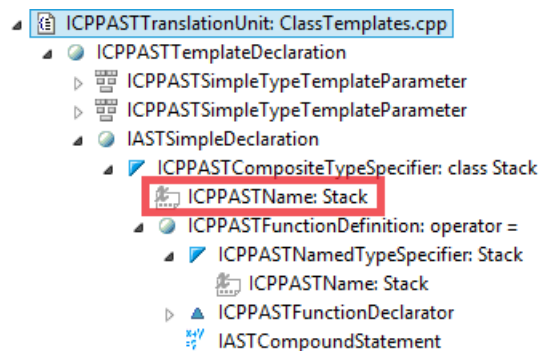 ICPPASTTranslationUnit: ClassTemplates.cpp
ICPPASTTemplateDeclaration
ICPPASTSimpleTypeTemplateParameter
ICPPASTSimpleTypeTemplateParameter
IASTSimpleDeclaration
ICPPASTCompositeTypeSpecifier: class Stack
ICPPASTName: Stack
ICPPASTFunctionDefinition: operator =
ICPPASTNamedTypeSpecifier: Stack
ICPPASTName: Stack
ICPPASTFunctionDeclarator
IASTCompoundStatement